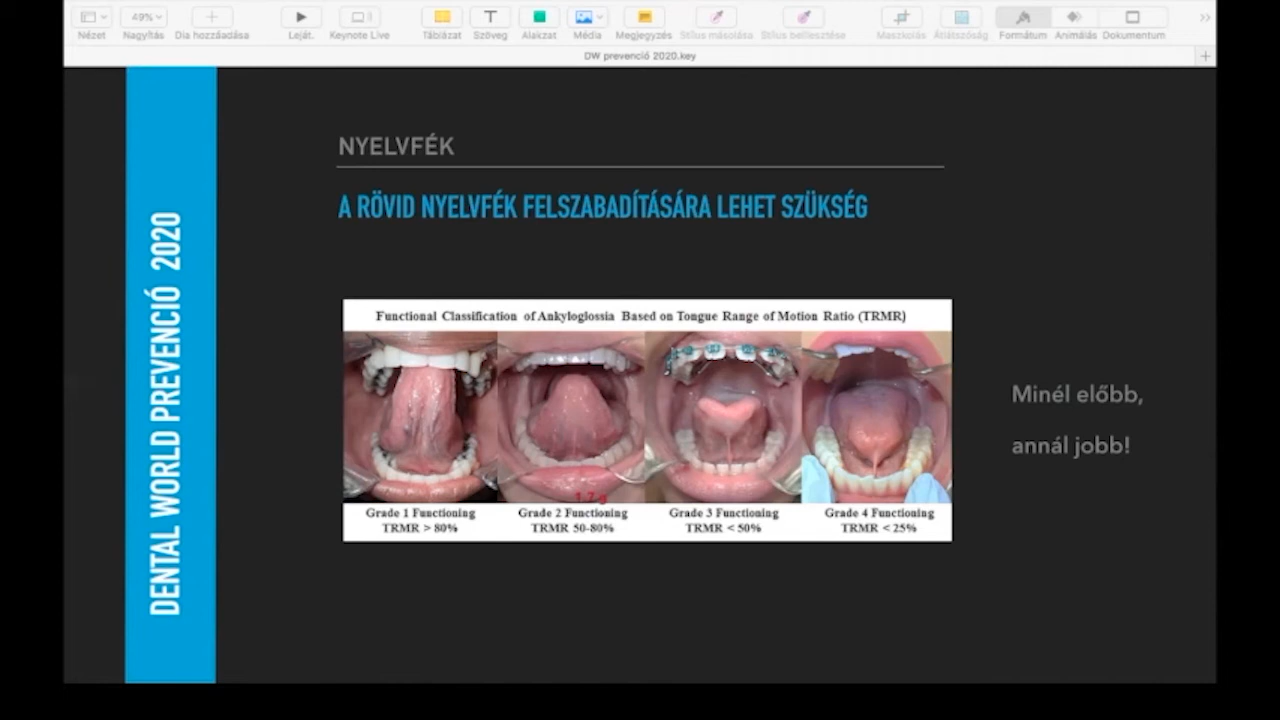 Nézet
49%
Nagyítás
Dia hozzáadása
Leját.
Keynote Live
Táblázat
T
Szöveg
Alakzat
Média
Megjegyzés
Stílus másolása
Stílus beillesztése
Maszkolás
Átlátszóság
Formátum
Animálás
Dokumentum
DW prevenció 2020.key
DENTAL WORLD PREVENCIÓ 2020
NYELVFÉK
A RÖVID NYELVFÉK FELSZABADÍTÁSÁRA LEHET SZÜKSÉG
Functional Classification of Ankyloglossia Based on Tongue Range of Motion Ratio (TRMR)
Grade 1 Functioning
TRMR > 80%
Grade 2 Functioning
TRMR 50-80%
Grade 3 Functioning
TRMR < 50%
Grade 4 Functioning
TRMR < 25%
Minél előbb,
annál jobb!